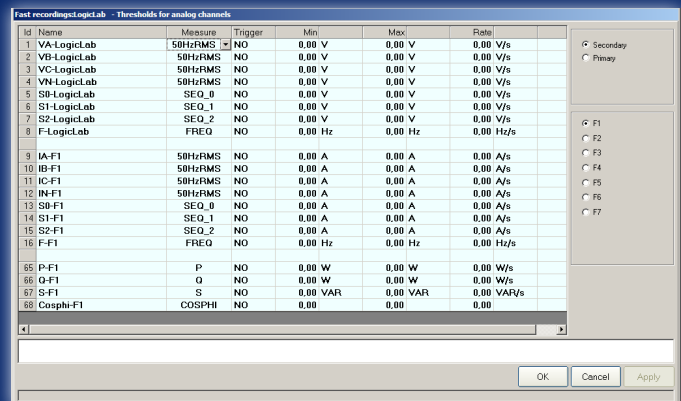 Fast recordings:LogicLab - Thresholds for analog channels
Id Name Measure Trigger Min Max Rate
1 VA-LogicLab 50HzRMS NO 0,00 V 0,00 V 0,00 V/s
2 VB-LogicLab 50HzRMS NO 0,00 V 0,00 V 0,00 V/s
3 VC-LogicLab 50HzRMS NO 0,00 V 0,00 V 0,00 V/s
4 VN-LogicLab 50HzRMS NO 0,00 V 0,00 V 0,00 V/s
5 S0-LogicLab SEQ_0 NO 0,00 V 0,00 V 0,00 V/s
6 S1-LogicLab SEQ_1 NO 0,00 V 0,00 V 0,00 V/s
7 S2-LogicLab SEQ_2 NO 0,00 V 0,00 V 0,00 V/s
8 F-LogicLab FREQ NO 0,00 Hz 0,00 Hz 0,00 Hz/s
9 IA-F1 50HzRMS NO 0,00 A 0,00 A 0,00 A/s
10 IB-F1 50HzRMS NO 0,00 A 0,00 A 0,00 A/s
11 IC-F1 50HzRMS NO 0,00 A 0,00 A 0,00 A/s
12 IN-F1 50HzRMS NO 0,00 A 0,00 A 0,00 A/s
13 S0-F1 SEQ_0 NO 0,00 A 0,00 A 0,00 A/s
14 S1-F1 SEQ_1 NO 0,00 A 0,00 A 0,00 A/s
15 S2-F1 SEQ_2 NO 0,00 A 0,00 A 0,00 A/s
16 F-F1 FREQ NO 0,00 Hz 0,00 Hz 0,00 Hz/s
65 P-F1 P NO 0,00 W 0,00 W 0,00 W/s
66 Q-F1 Q NO 0,00 W 0,00 W 0,00 W/s
67 S-F1 S NO 0,00 VAR 0,00 VAR 0,00 VAR/s
68 Cosphi-F1 COSPHI NO 0,00 0,00 0,00
Secondary
Primary
F1
F2
F3
F4
F5
F6
F7
OK Cancel Apply